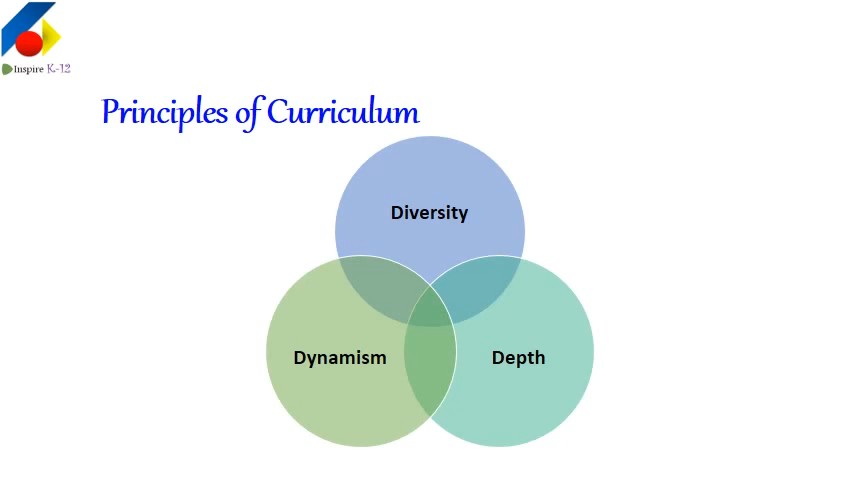 Inspire K-12
Principles of Curriculum
Diversity
Dynamism
Depth